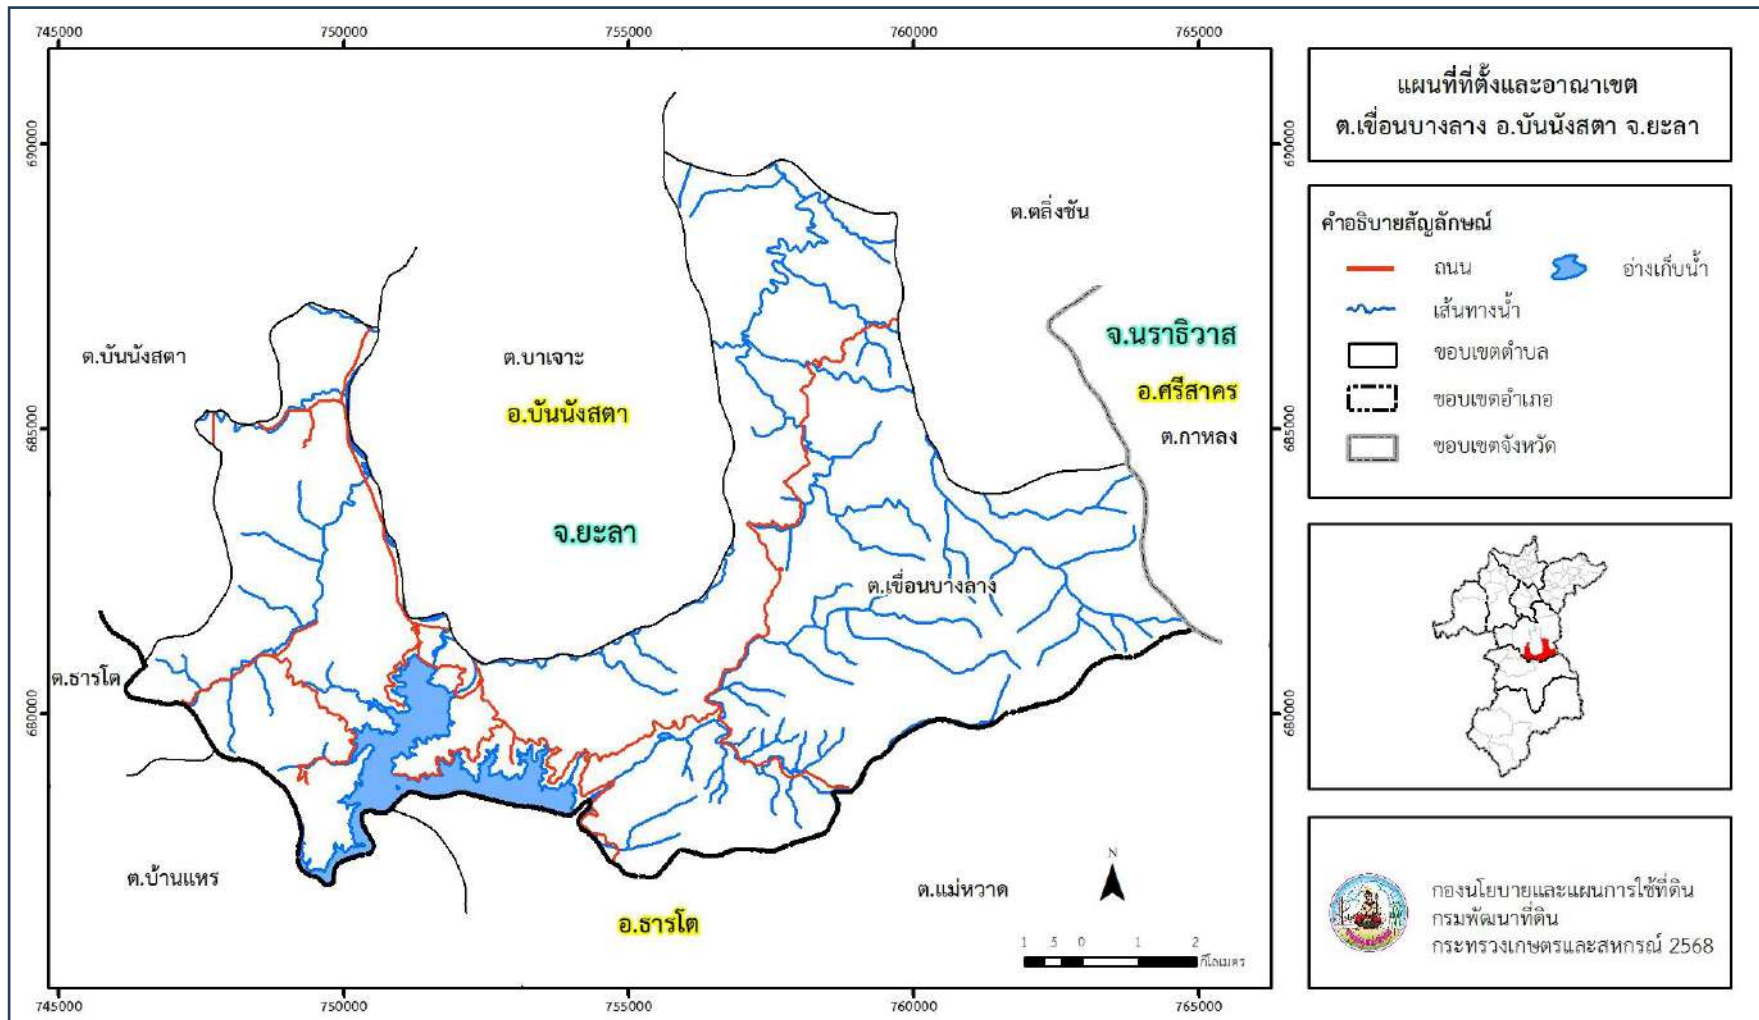 745000 750000 755000 760000 765000
แผนที่ที่ตั้งและอาณาเขต
ต.เขื่อนบางลาง อ.บันนังสตา จ.ยะลา
690000 690000
ต.ตลิ่งชัน
คำอธิบายสัญลักษณ์
ถนน อ่างเก็บน้ำ
เส้นทางน้ำ
ขอบเขตตำบล
ขอบเขตอำเภอ
ขอบเขตจังหวัด
จ.นราธิวาส
ต.บันนังสตา ต.บาเจาะ
อ.ศรีสาคร
อ.บันนังสตา
685000 ต.กาหลง 685000
จ.ยะลา
ต.เขื่อนบางลาง
ต.ธารโต
680000 680000
ต.บ้านแหร ต.แม่หวาด
N
อ.ธารโต
1 .5 0 1 2
กิโลเมตร
กองนโยบายและแผนการใช้ที่ดิน
กรมพัฒนาที่ดิน
กระทรวงเกษตรและสหกรณ์ 2568
745000 750000 755000 760000 765000